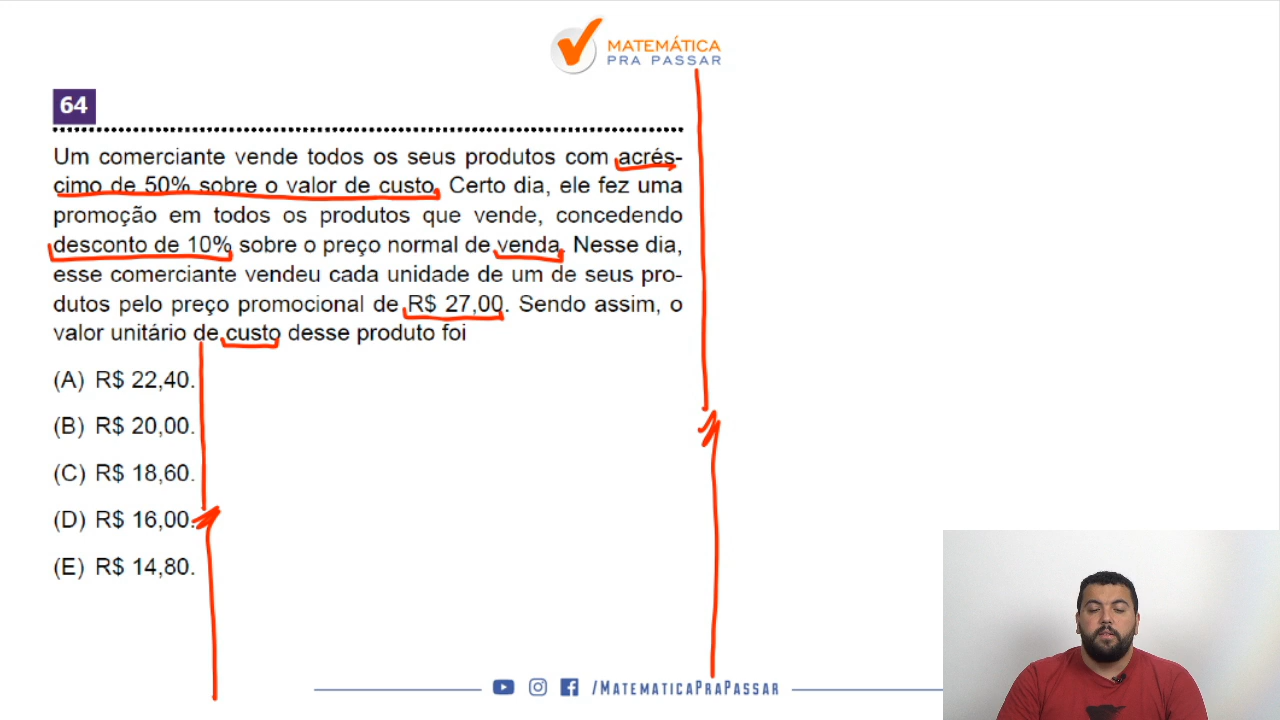 MATEMÁTICA
PRA PASSAR
64
Um comerciante vende todos os seus produtos com acrés-
cimo de 50% sobre o valor de custo. Certo dia, ele fez uma
promoção em todos os produtos que vende, concedendo
desconto de 10% sobre o preço normal de venda. Nesse dia,
esse comerciante vendeu cada unidade de um de seus pro-
dutos pelo preço promocional de R$ 27,00. Sendo assim, o
valor unitário de custo desse produto foi
(A) R$ 22,40.
(B) R$ 20,00.
(C) R$ 18,60.
(D) R$ 16,00.
(E) R$ 14,80.
/MATEMATICAPRAPASSAR